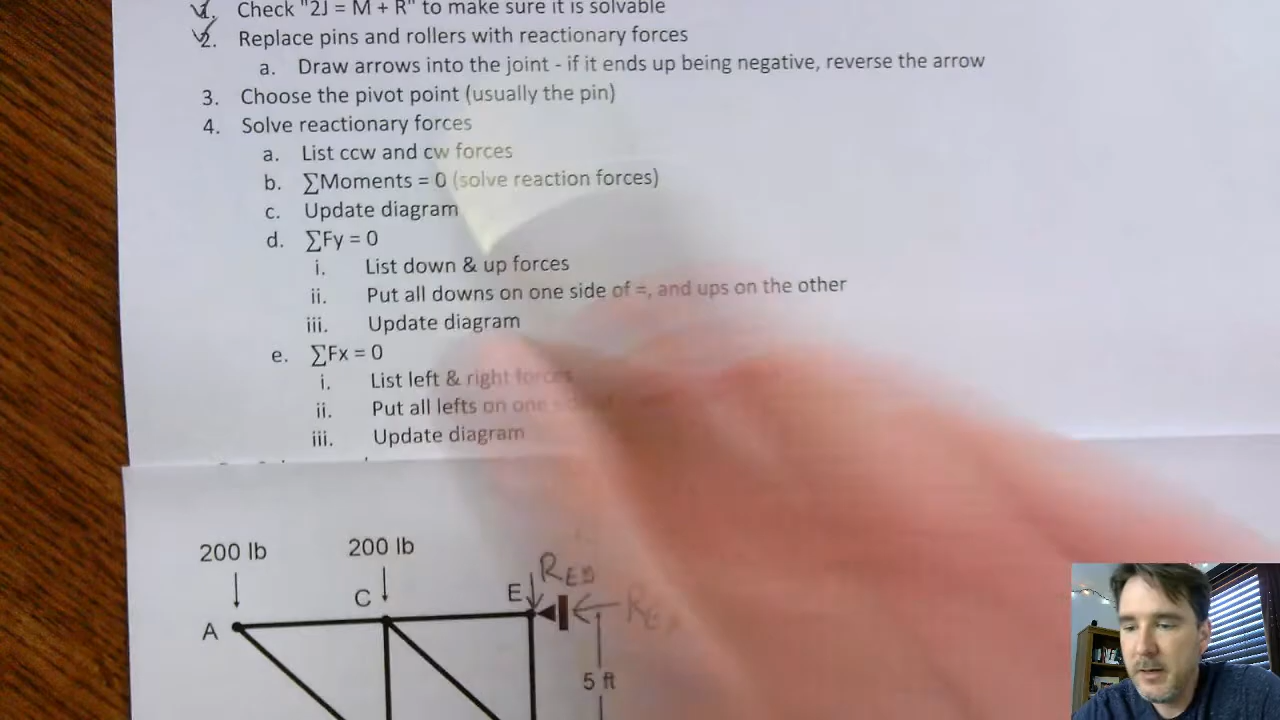 1. Check "2J = M + R" to make sure it is solvable
2. Replace pins and rollers with reactionary forces
a. Draw arrows into the joint - if it ends up being negative, reverse the arrow
3. Choose the pivot point (usually the pin)
4. Solve reactionary forces
a. List ccw and cw forces
b. ∑Moments = 0 (solve reaction forces)
c. Update diagram
d. ∑Fy = 0
i. List down & up forces
ii. Put all downs on one side of =, and ups on the other
iii. Update diagram
e. ∑Fx = 0
i. List left & right forces
ii. Put all lefts on one
iii. Update diagram
200 lb 200 lb
C E
A
5 ft